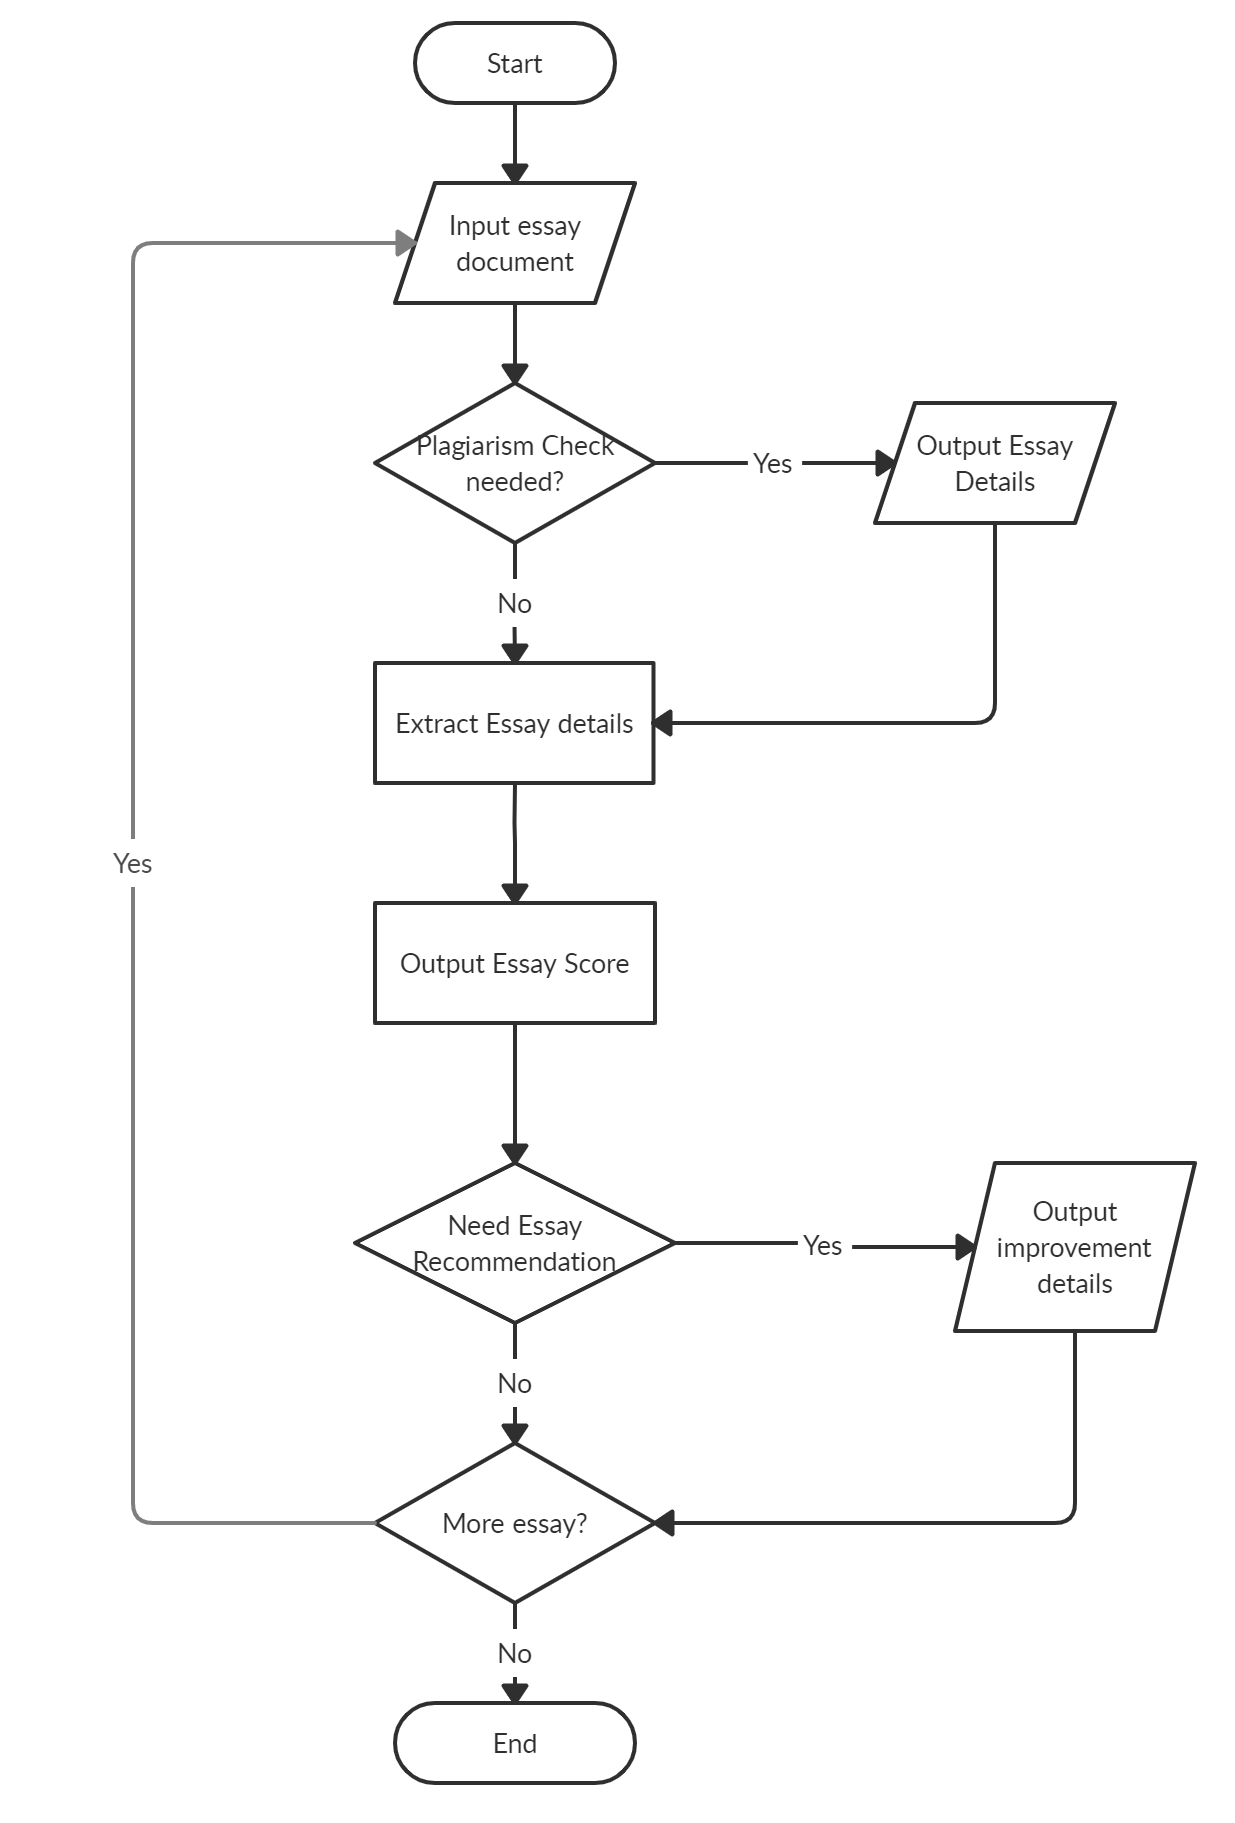 Start
Input essay
document
Plagiarism Check
needed?
Yes
Output Essay
Details
No
Extract Essay details
Yes
Output Essay Score
Need Essay
Recommendation
Yes
Output
improvement
details
No
More essay?
No
End